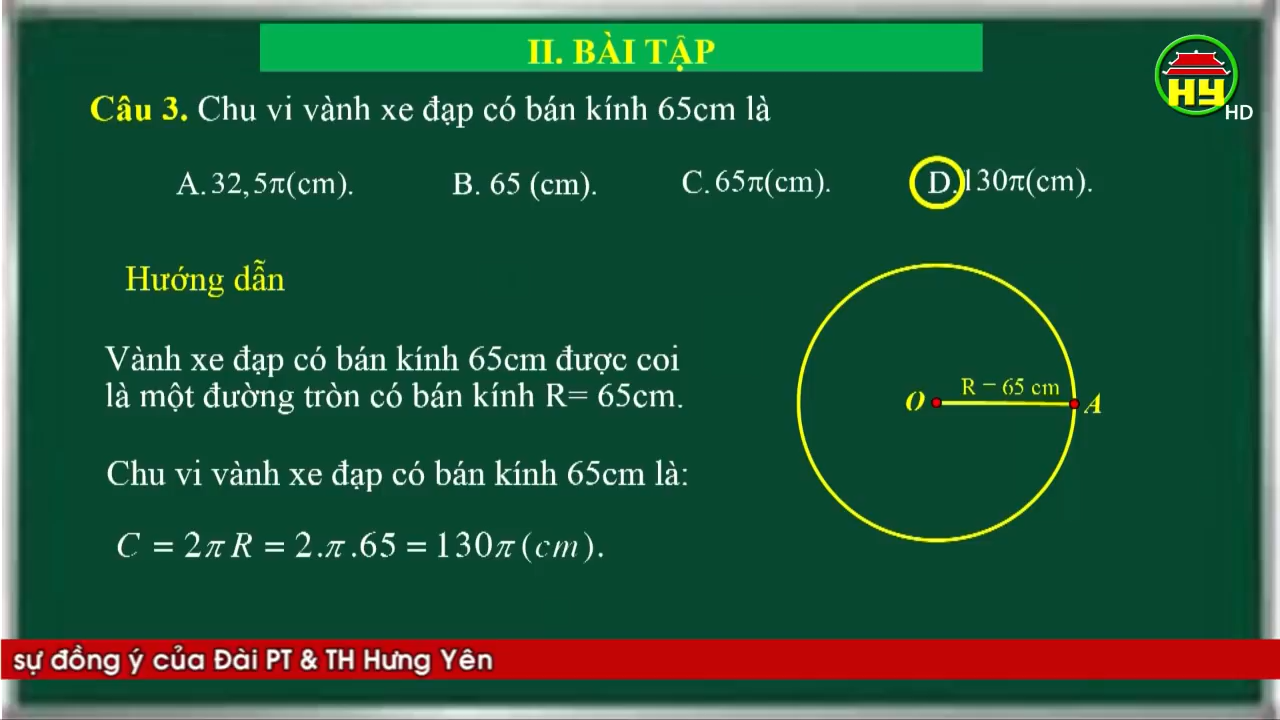 II. BÀI TẬP
HY
HD
Câu 3. Chu vi vành xe đạp có bán kính 65cm là
A. 32,5π(cm). B. 65 (cm). C. 65π(cm). D. 130π(cm).
Hướng dẫn
Vành xe đạp có bán kính 65cm được coi
là một đường tròn có bán kính R= 65cm.
R = 65 cm
O A
Chu vi vành xe đạp có bán kính 65cm là:
C = 2πR = 2.π.65 = 130π(cm).
sự đồng ý của Đài PT & TH Hưng Yên